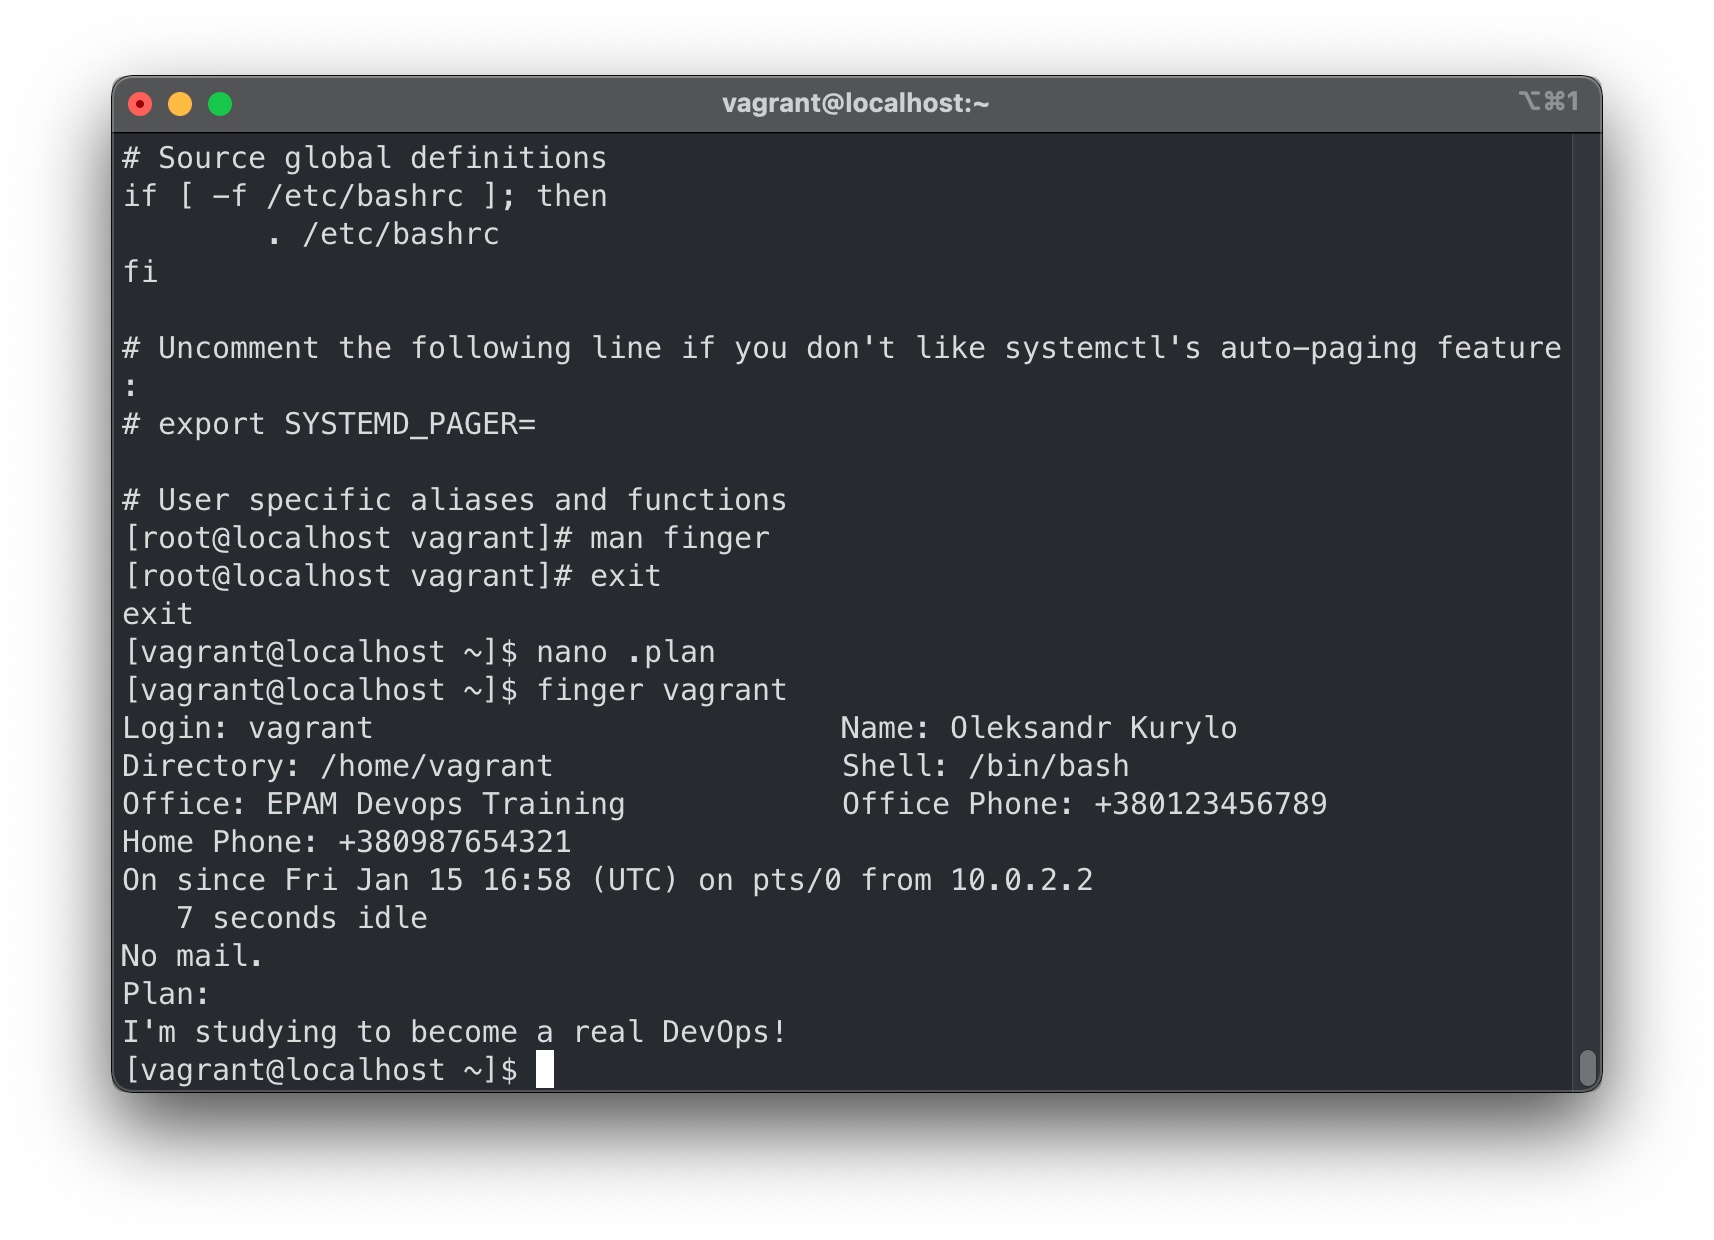 vagrant@localhost:~ ⌥⌘1
# Source global definitions
if [ -f /etc/bashrc ]; then
        . /etc/bashrc
fi

# Uncomment the following line if you don't like systemctl's auto-paging feature
:
# export SYSTEMD_PAGER=

# User specific aliases and functions
[root@localhost vagrant]# man finger
[root@localhost vagrant]# exit
exit
[vagrant@localhost ~]$ nano .plan
[vagrant@localhost ~]$ finger vagrant
Login: vagrant                          Name: Oleksandr Kurylo
Directory: /home/vagrant                Shell: /bin/bash
Office: EPAM Devops Training            Office Phone: +380123456789
Home Phone: +380987654321
On since Fri Jan 15 16:58 (UTC) on pts/0 from 10.0.2.2
   7 seconds idle
No mail.
Plan:
I'm studying to become a real DevOps!
[vagrant@localhost ~]$